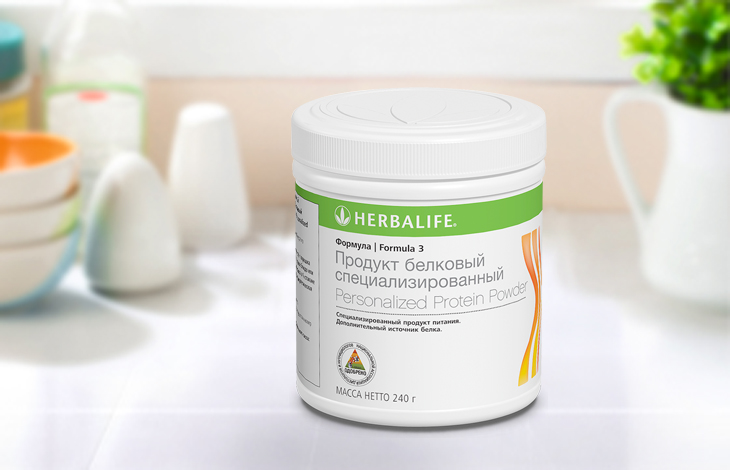 HERBALIFE®
Формула | Formula 3
Продукт белковый
специализированный
Personalized Protein Powder
Специализированный продукт питания.
Дополнительный источник белка.
ОДОБРЕНО
МАССА НЕТТО 240 г